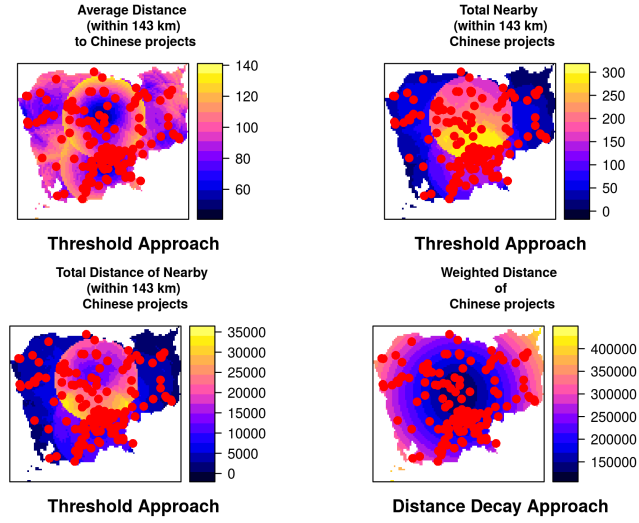 Average Distance
(within 143 km)
to Chinese projects
140
120
100
80
60
Threshold Approach
Total Nearby
(within 143 km)
Chinese projects
300
250
200
150
100
50
0
Threshold Approach
Total Distance of Nearby
(within 143 km)
Chinese projects
35000
30000
25000
20000
15000
10000
5000
0
Threshold Approach
Weighted Distance
of
Chinese projects
400000
350000
300000
250000
200000
150000
Distance Decay Approach